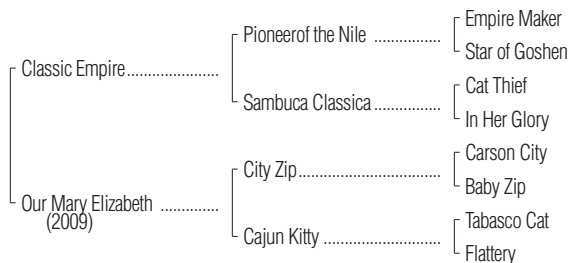 Empire Maker
Pioneerof the Nile ................
Star of Goshen
Classic Empire......................
Cat Thief
Sambuca Classica ................
In Her Glory
Carson City
City Zip..................................
Baby Zip
Our Mary Elizabeth ..............
(2009)
Tabasco Cat
Cajun Kitty ............................
Flattery